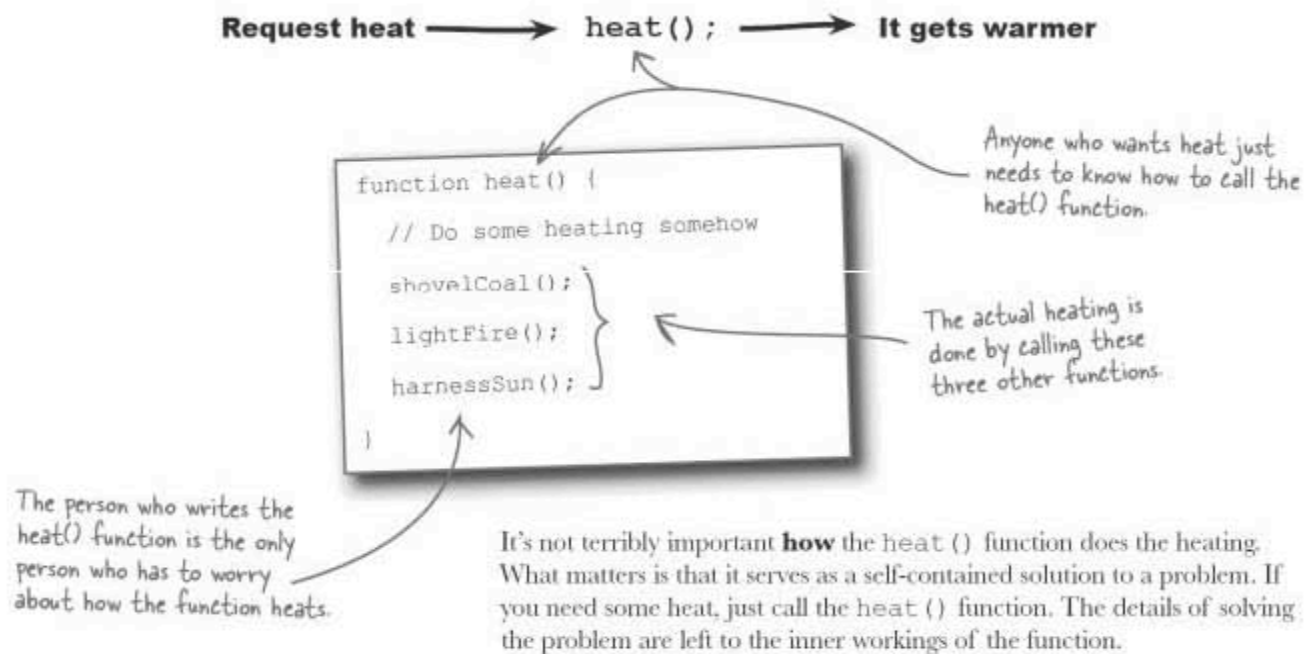 Request heat heat(); It gets warmer
Anyone who wants heat just
needs to know how to call the
heat() function.
function heat() {
// Do some heating somehow
shovelCoal();
lightFire();
harnessSun();
}
The actual heating is
done by calling these
three other functions.
The person who writes the
heat() function is the only
person who has to worry
about how the function heats.
It's not terribly important how the heat() function does the heating.
What matters is that it serves as a self-contained solution to a problem. If
you need some heat, just call the heat() function. The details of solving
the problem are left to the inner workings of the function.